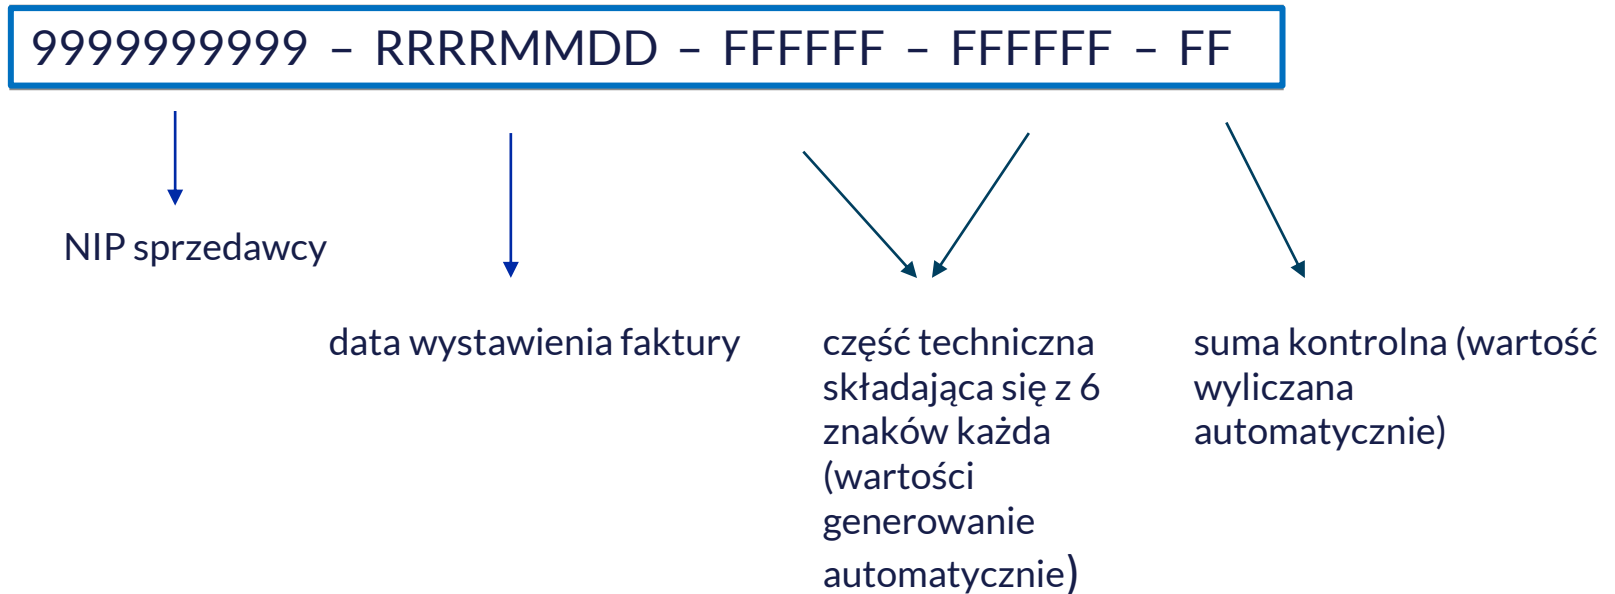 9999999999 – RRRRMMDD – FFFFFF – FFFFFF – FF
NIP sprzedawcy
data wystawienia faktury
część techniczna
składająca się z 6
znaków każda
(wartości
generowanie
automatycznie)
suma kontrolna (wartość
wyliczana
automatycznie)